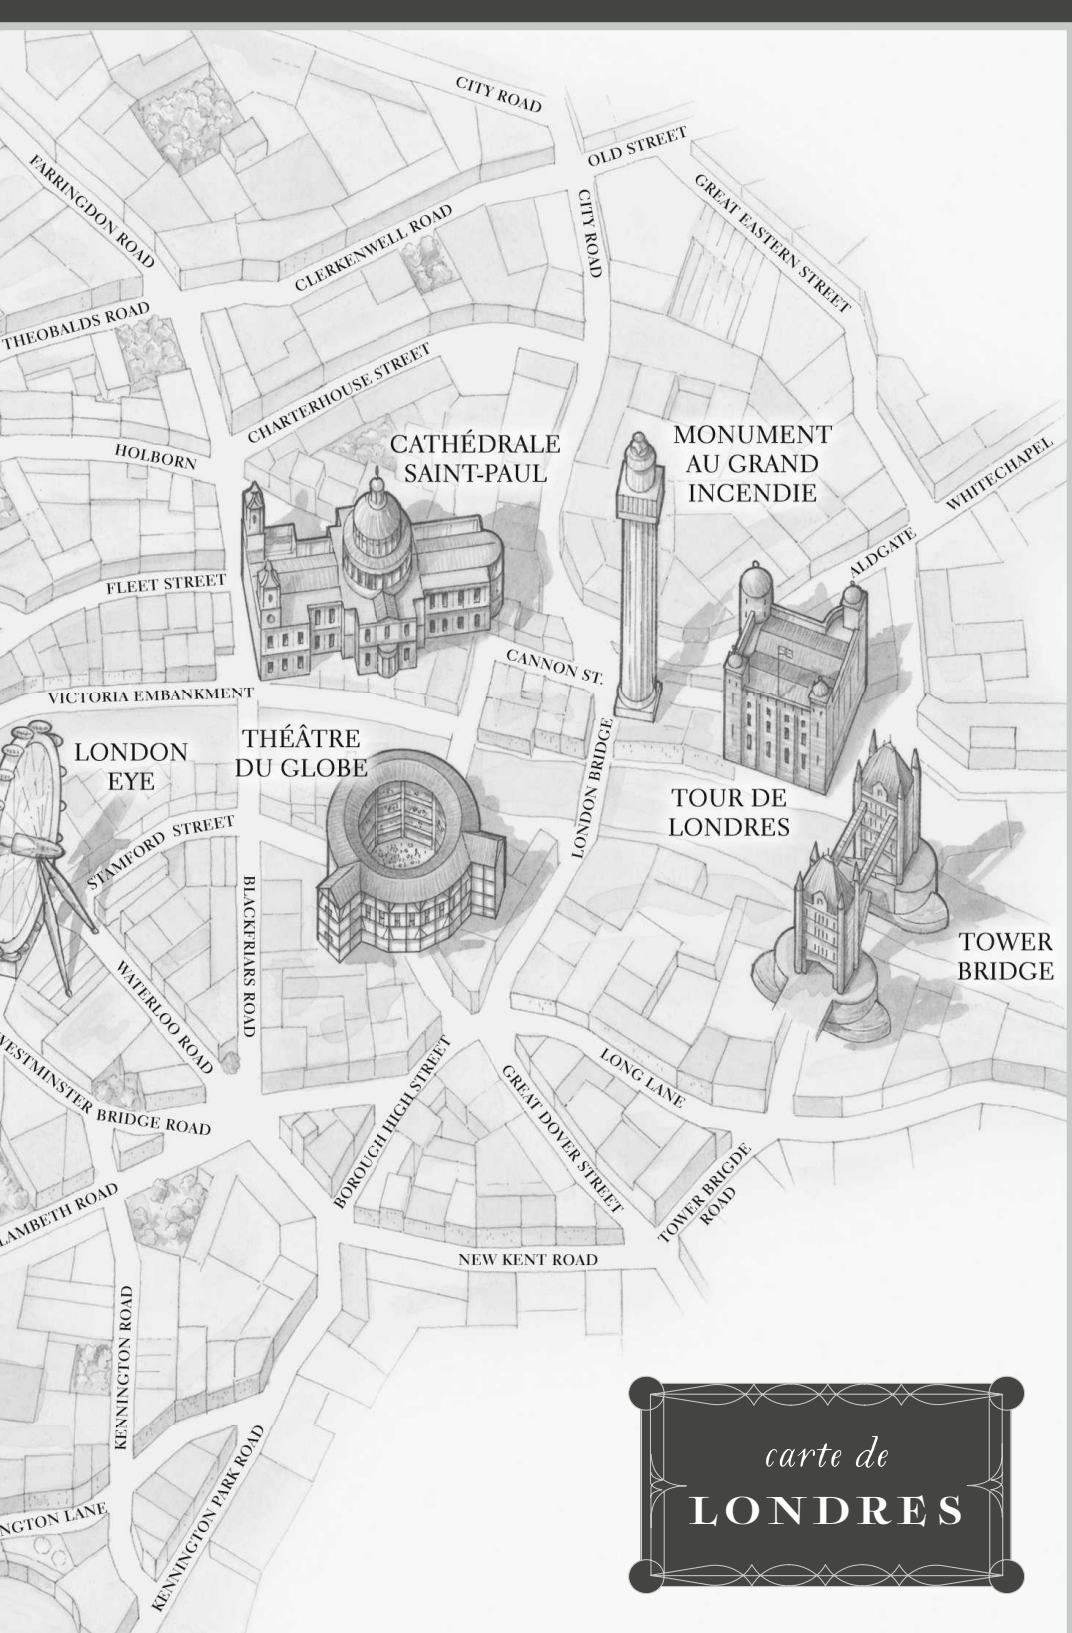 CITY ROAD
OLD STREET
FARRINGDON ROAD
CITY ROAD
GREAT EASTERN STREET
CLERKENWELL ROAD
THEOBALDS ROAD
CHARTERHOUSE STREET
HOLBORN
CATHÉDRALE
SAINT-PAUL
MONUMENT
AU GRAND
INCENDIE
WHITECHAPEL
ALDGATE
FLEET STREET
CANNON ST.
VICTORIA EMBANKMENT
LONDON
EYE
THÉÂTRE
DU GLOBE
LONDON BRIDGE
TOUR DE
LONDRES
STAMFORD STREET
BLACKFRIARS ROAD
TOWER
BRIDGE
WATERLOO ROAD
WESTMINSTER BRIDGE ROAD
LONG LANE
BOROUGH HIGH STREET
GREAT DOVER STREET
TOWER BRIGDE
ROAD
LAMBETH ROAD
NEW KENT ROAD
KENNINGTON ROAD
KENNINGTON PARK ROAD
NGTON LANE
carte de
LONDRES